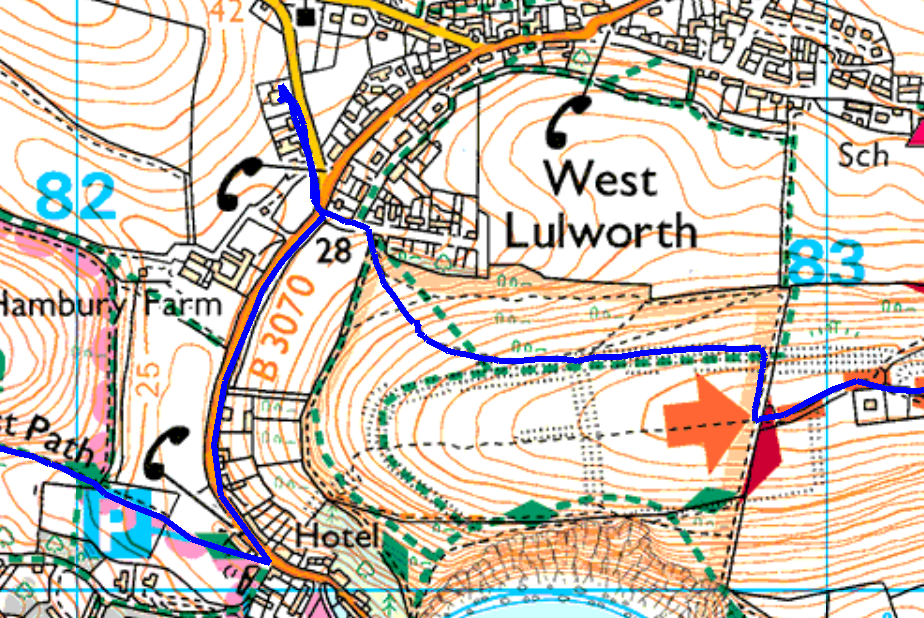 42
Sch
West
Lulworth
82
83
28
Hambury Farm
B 3070
25
t Path
Hotel